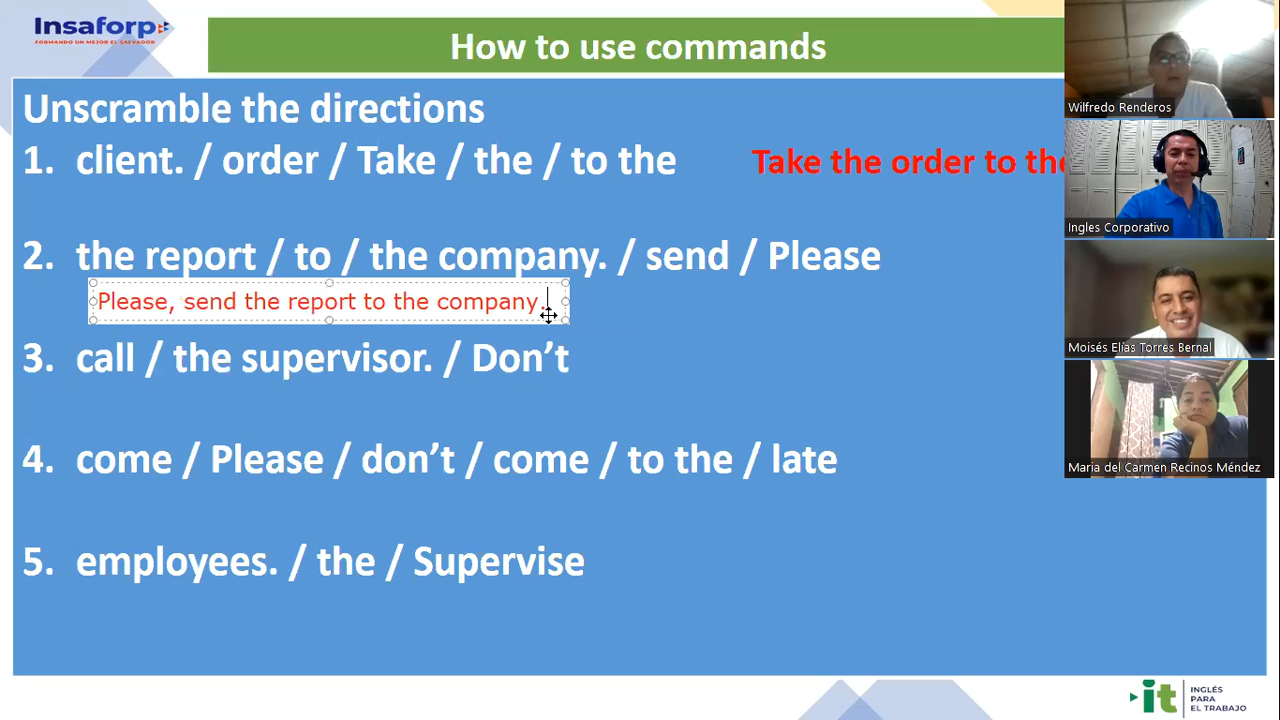 Insaforp
FORMANDO UN MEJOR EL SALVADOR
How to use commands
Unscramble the directions
1. client. / order / Take / the / to the
Take the order to the
2. the report / to / the company. / send / Please
Please, send the report to the company.
3. call / the supervisor. / Don’t
4. come / Please / don’t / come / to the / late
5. employees. / the / Supervise
Wilfredo Renderos
Ingles Corporativo
Moisés Elías Torres Bernal
Maria del Carmen Recinos Méndez
it
INGLÉS
PARA
EL TRABAJO